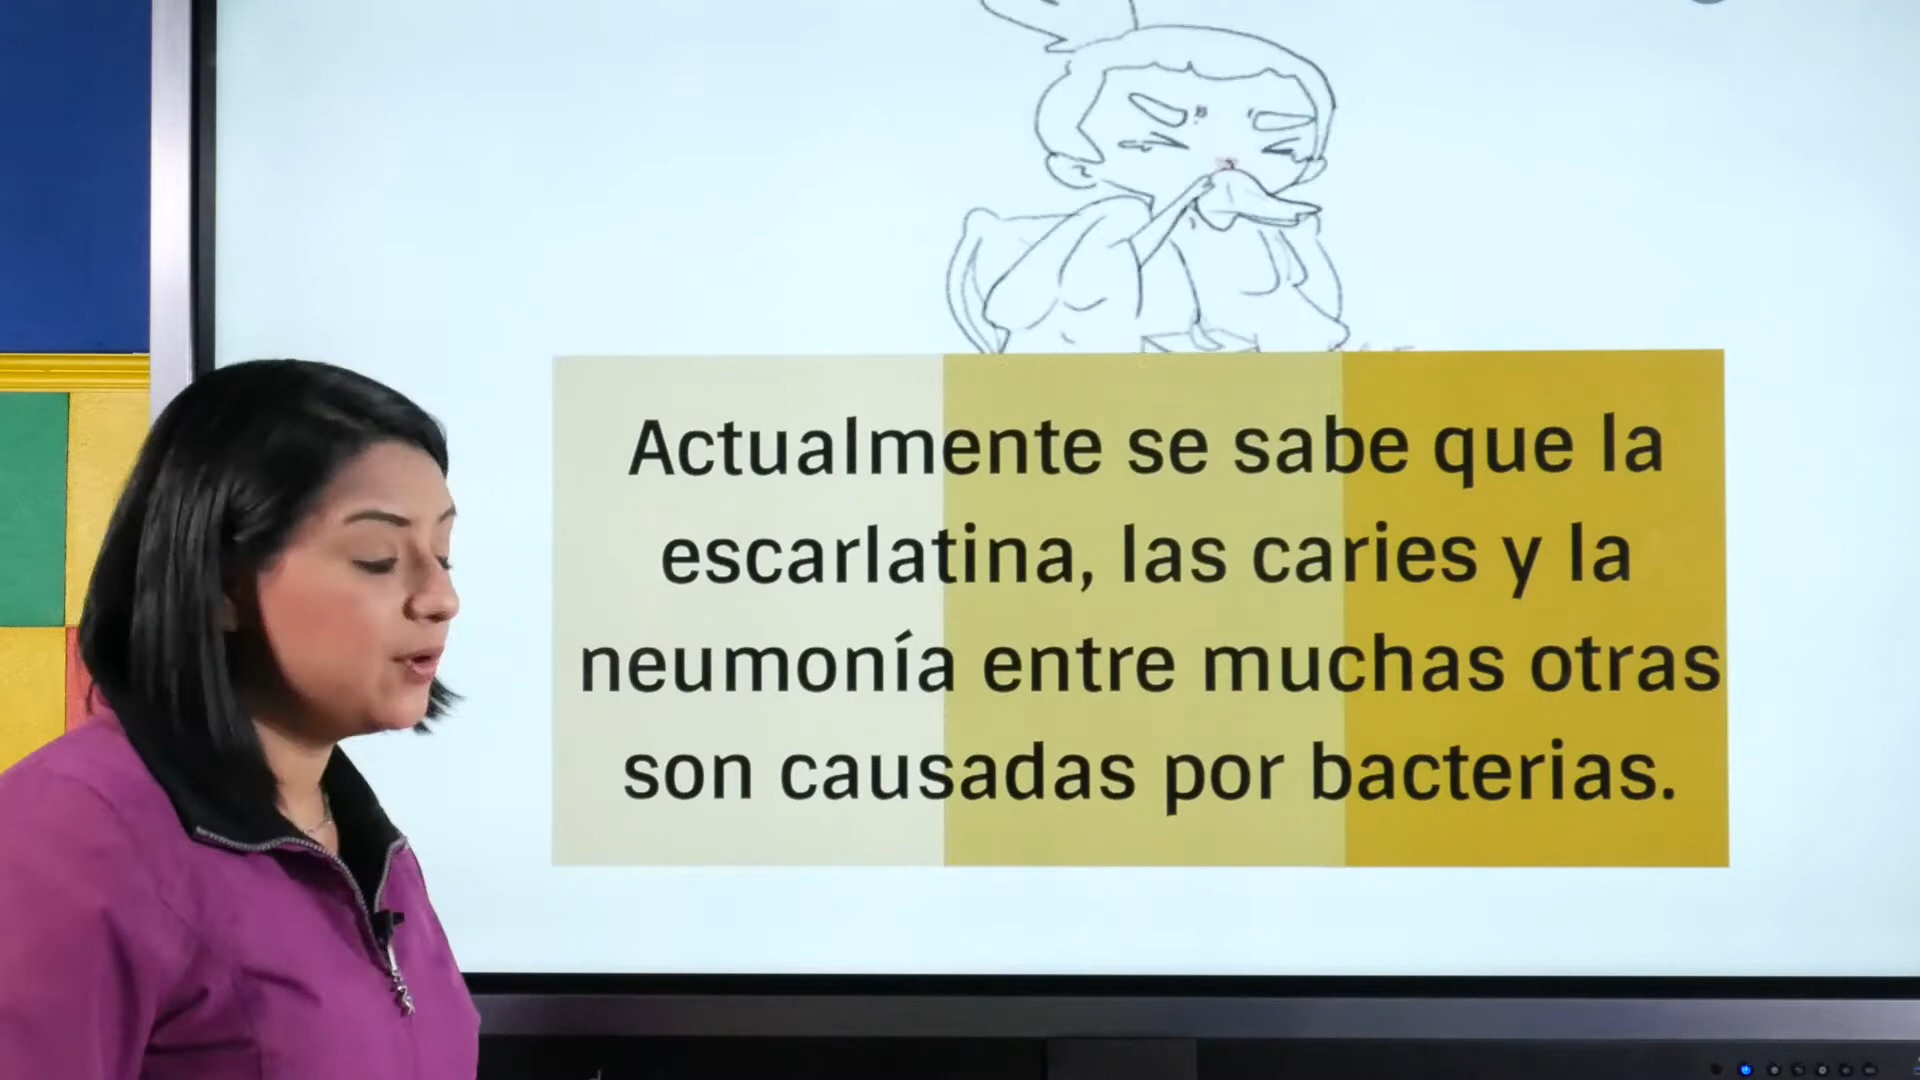 Actualmente se sabe que la
escarlatina, las caries y la
neumonía entre muchas otras
son causadas por bacterias.